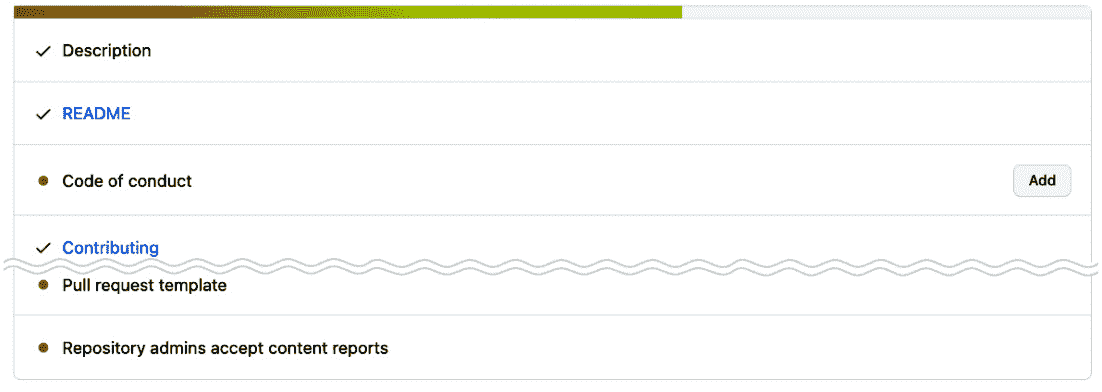 Description
README
Code of conduct
Add
Contributing
Pull request template
Repository admins accept content reports